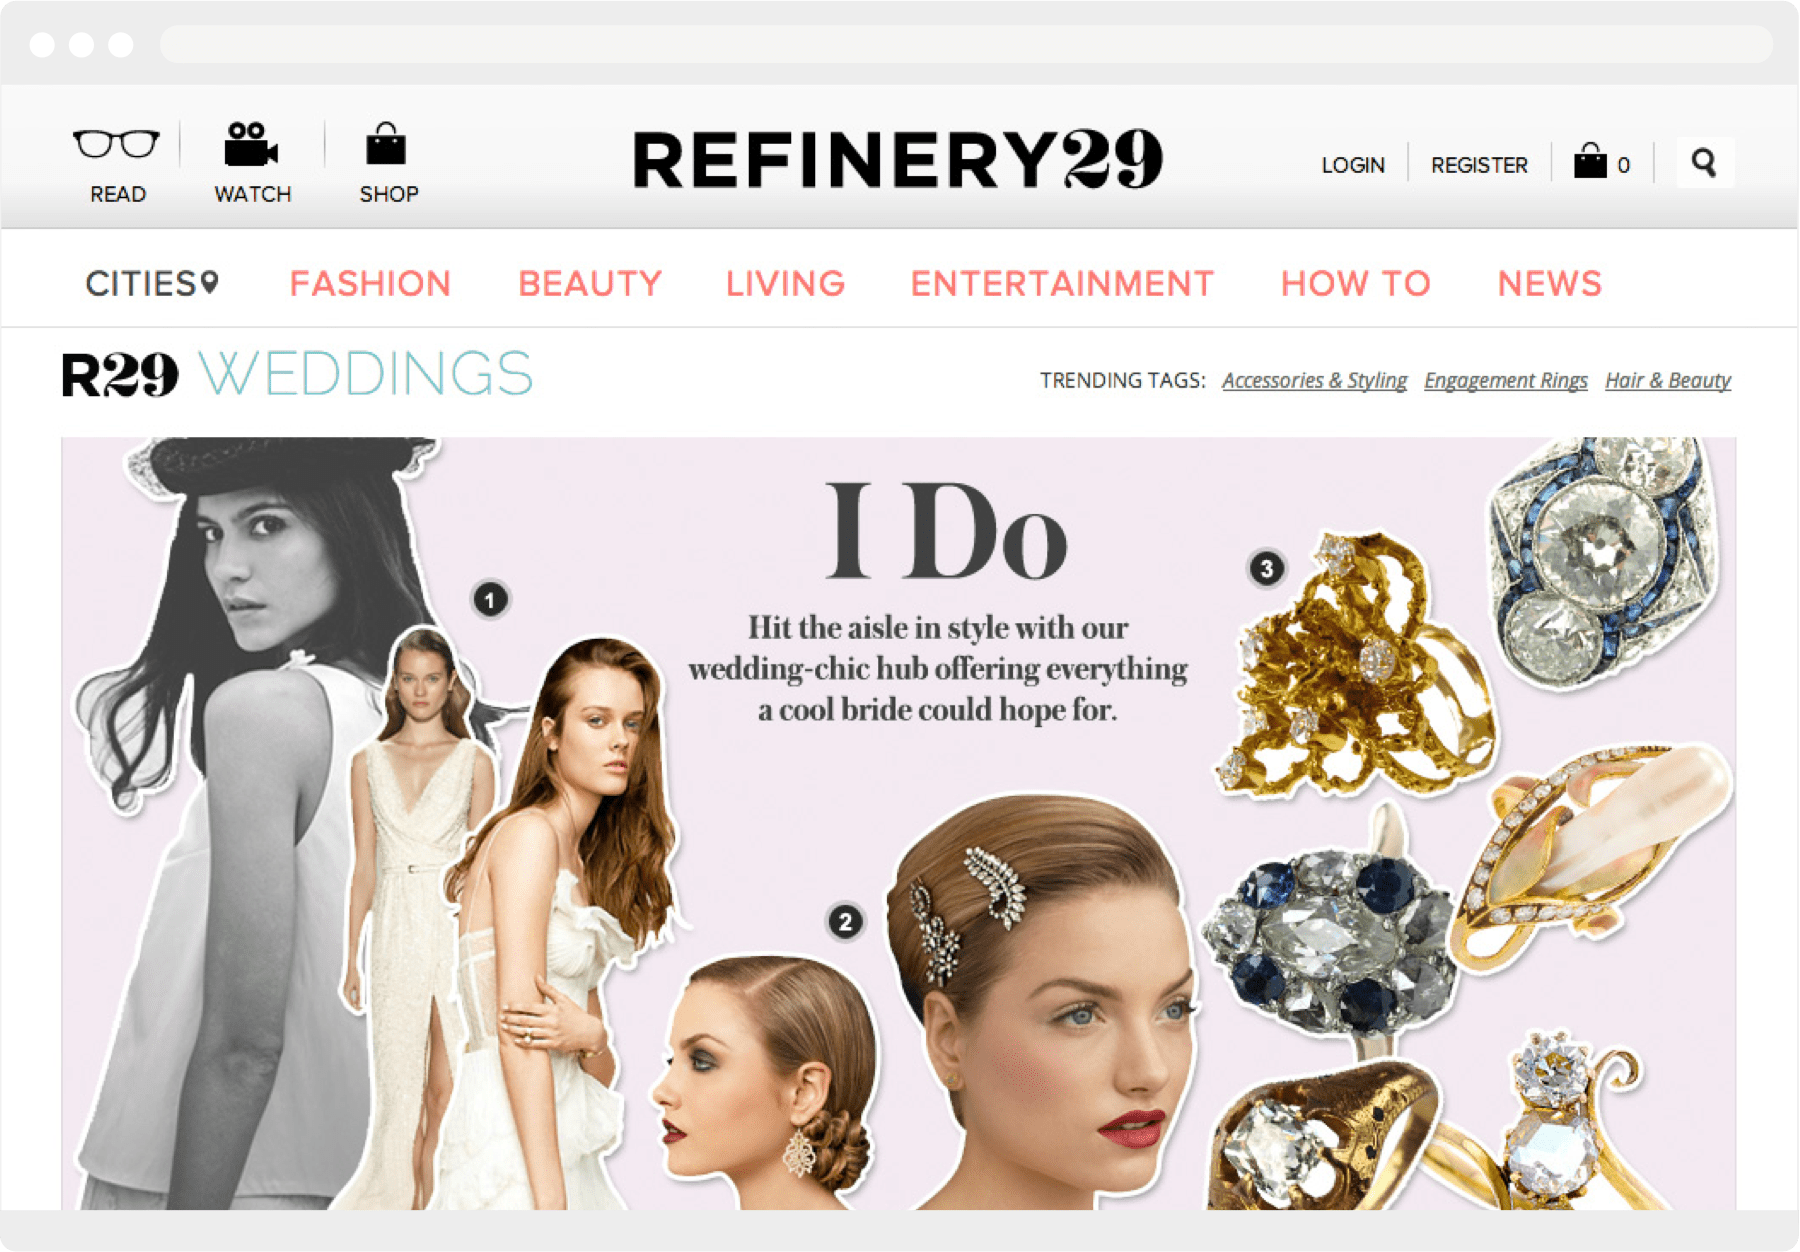 READ
WATCH
SHOP
REFINERY29
LOGIN
REGISTER
0
CITIES
FASHION
BEAUTY
LIVING
ENTERTAINMENT
HOW TO
NEWS
R29 WEDDINGS
TRENDING TAGS: Accessories & Styling Engagement Rings Hair & Beauty
I Do
Hit the aisle in style with our
wedding-chic hub offering everything
a cool bride could hope for.
1
2
3